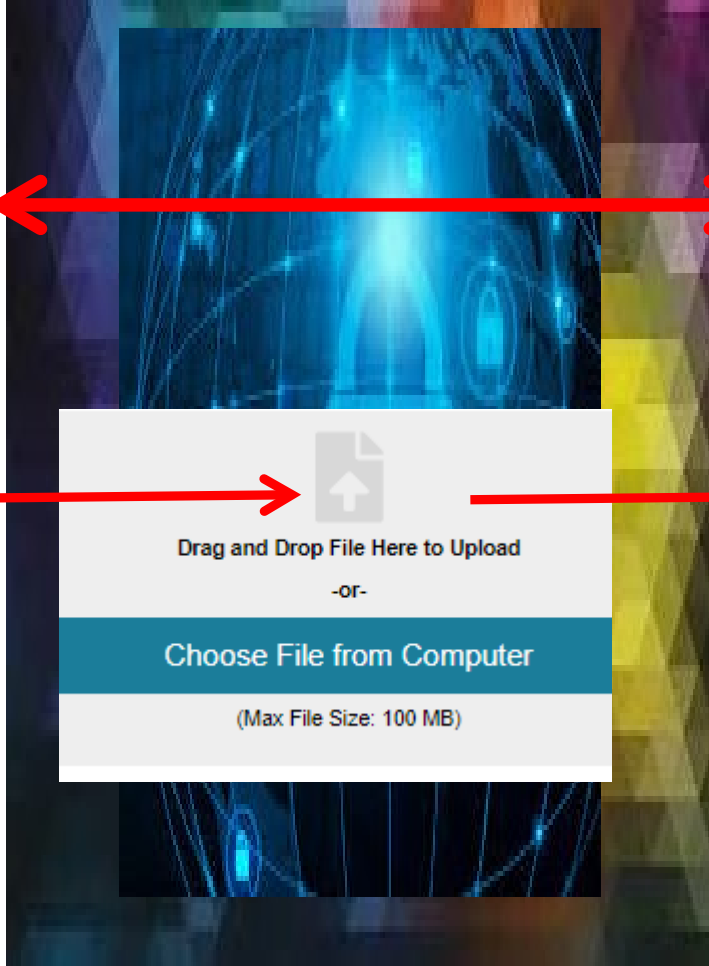 Drag and Drop File Here to Upload
-or-
Choose File from Computer
(Max File Size: 100 MB)